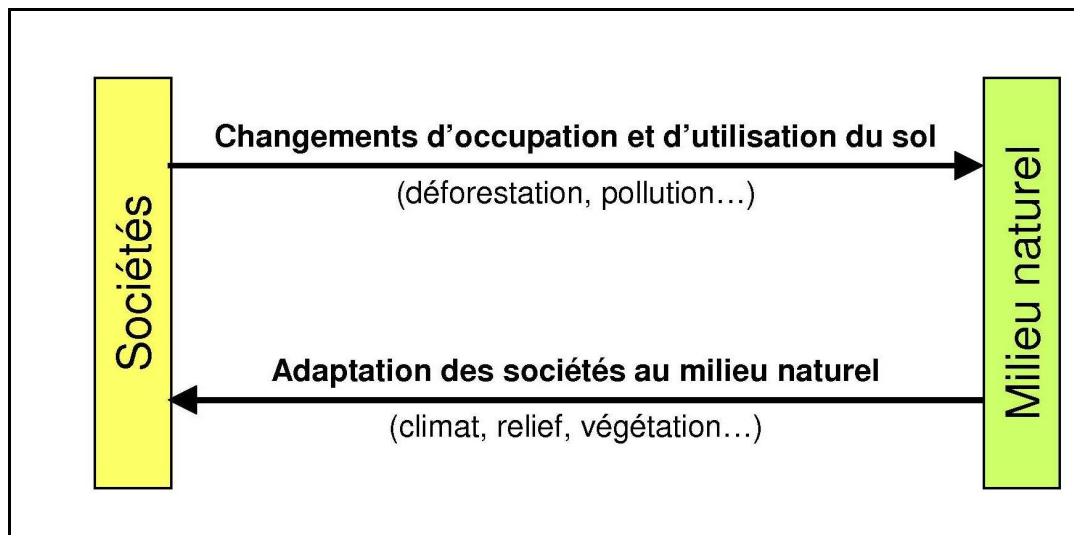 Sociétés
Changements d’occupation et d’utilisation du sol
(déforestation, pollution…)
Adaptation des sociétés au milieu naturel
(climat, relief, végétation…)
Milieu naturel